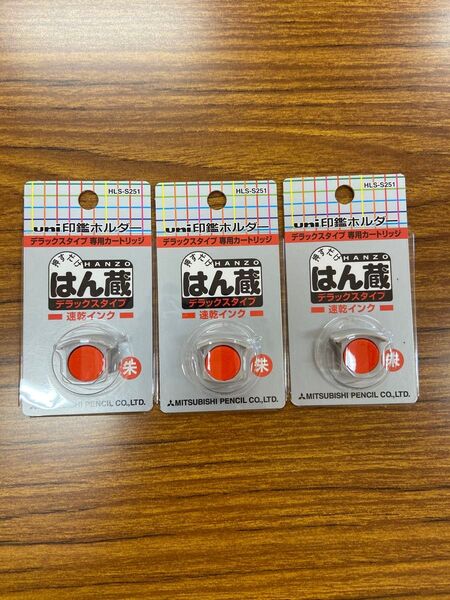 HLS-S251
uni印鑑ホルダー
デラックスタイプ 専用カートリッジ
押すだけ
HANZO
はん蔵
デラックスタイプ
速乾インク
朱
MITSUBISHI PENCIL CO.,LTD.
HLS-S251
uni印鑑ホルダー
デラックスタイプ 専用カートリッジ
押すだけ
HANZO
はん蔵
デラックスタイプ
速乾インク
朱
MITSUBISHI PENCIL CO.,LTD.
HLS-S251
uni印鑑ホルダー
デラックスタイプ 専用カートリッジ
押すだけ
HANZO
はん蔵
デラックスタイプ
速乾インク
朱
MITSUBISHI PENCIL CO.,LTD.